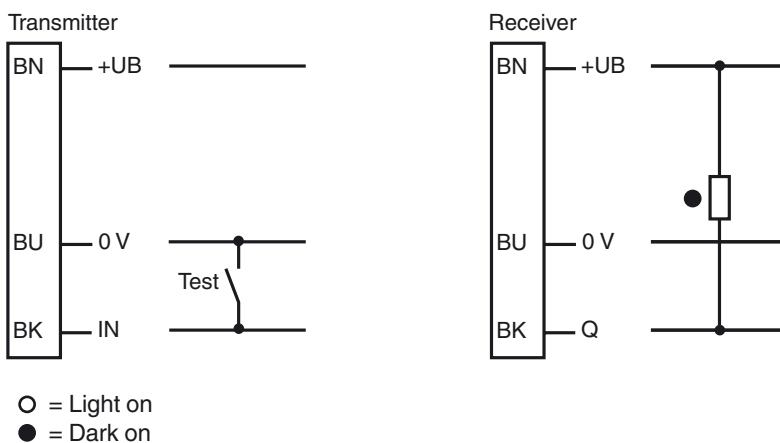 Transmitter
BN +UB
BU 0 V
Test
BK IN
Receiver
BN +UB
BU 0 V
BK Q
= Light on
= Dark on